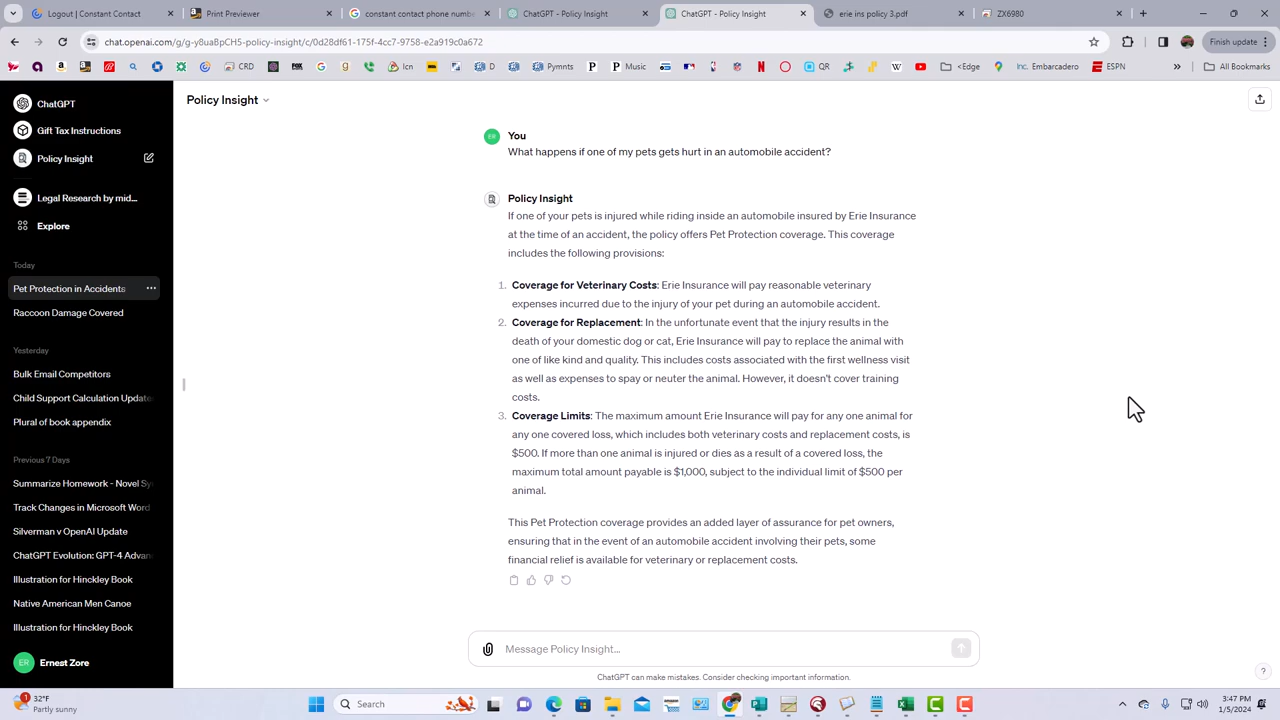 Contact | Login | Constant Co
Policy Previewer
constant contact phone numb
ChatGPT - Policy Insight
ChatGPT - Policy Insight
erie ins policy 3.pdf
ZX6980
chat.openai.com/g/g-y8uaBpCH5-policy-insight/c/0d28df61-175f-4cc7-9758-e2a919c0a672
Finish update
CRD
Icn
D
Pymnts
Music
QR
<Edge
Inc. Embarcadero
ESPN
All Bookmarks
ChatGPT
Gift Tax Instructions
Policy Insight
Legal Research by mid...
Explore
Today
Pet Protection in Accidents
Raccoon Damage Covered
Yesterday
Bulk Email Competitors
Child Support Calculation Update
Plural of book appendix
Previous 7 Days
Summarize Homework - Novel Sy
Track Changes in Microsoft Word
Silverman v OpenAI Update
ChatGPT Evolution: GPT-4 Advan
Illustration for Hinckley Book
Native American Men Canoe
Illustration for Hinckley Book
ER
Ernest Zore
Policy Insight
ER
You
What happens if one of my pets gets hurt in an automobile accident?
Policy Insight
If one of your pets is injured while riding inside an automobile insured by Erie Insurance
at the time of an accident, the policy offers Pet Protection coverage. This coverage
includes the following provisions:
1. Coverage for Veterinary Costs: Erie Insurance will pay reasonable veterinary
expenses incurred due to the injury of your pet during an automobile accident.
2. Coverage for Replacement: In the unfortunate event that the injury results in the
death of your domestic dog or cat, Erie Insurance will pay to replace the animal with
one of like kind and quality. This includes costs associated with the first wellness visit
as well as expenses to spay or neuter the animal. However, it doesn't cover training
costs.
3. Coverage Limits: The maximum amount Erie Insurance will pay for any one animal for
any one covered loss, which includes both veterinary costs and replacement costs, is
$500. If more than one animal is injured or dies as a result of a covered loss, the
maximum total amount payable is $1,000, subject to the individual limit of $500 per
animal.
This Pet Protection coverage provides an added layer of assurance for pet owners,
ensuring that in the event of an automobile accident involving their pets, some
financial relief is available for veterinary or replacement costs.
Message Policy Insight...
ChatGPT can make mistakes. Consider checking important information.
?
1
32°F
Partly sunny
Search
3:47 PM
1/5/2024